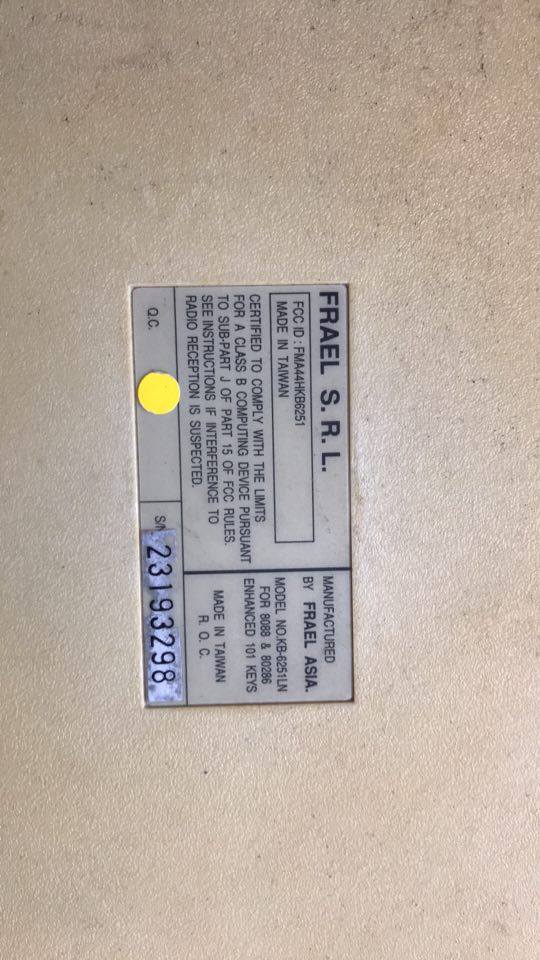 FRAEL S. R. L.
FCC ID : FMA44HKB6251
MADE IN TAIWAN
CERTIFIED TO COMPLY WITH THE LIMITS
FOR A CLASS B COMPUTING DEVICE PURSUANT
TO SUB-PART J OF PART 15 OF FCC RULES.
SEE INSTRUCTIONS IF INTERFERENCE TO
RADIO RECEPTION IS SUSPECTED.
MANUFACTURED
BY FRAEL ASIA.
MODEL NO.KB-6251LN
FOR 8088 & 80286
ENHANCED 101 KEYS
MADE IN TAIWAN
R. O. C.
Q.C.
S/N 23193298